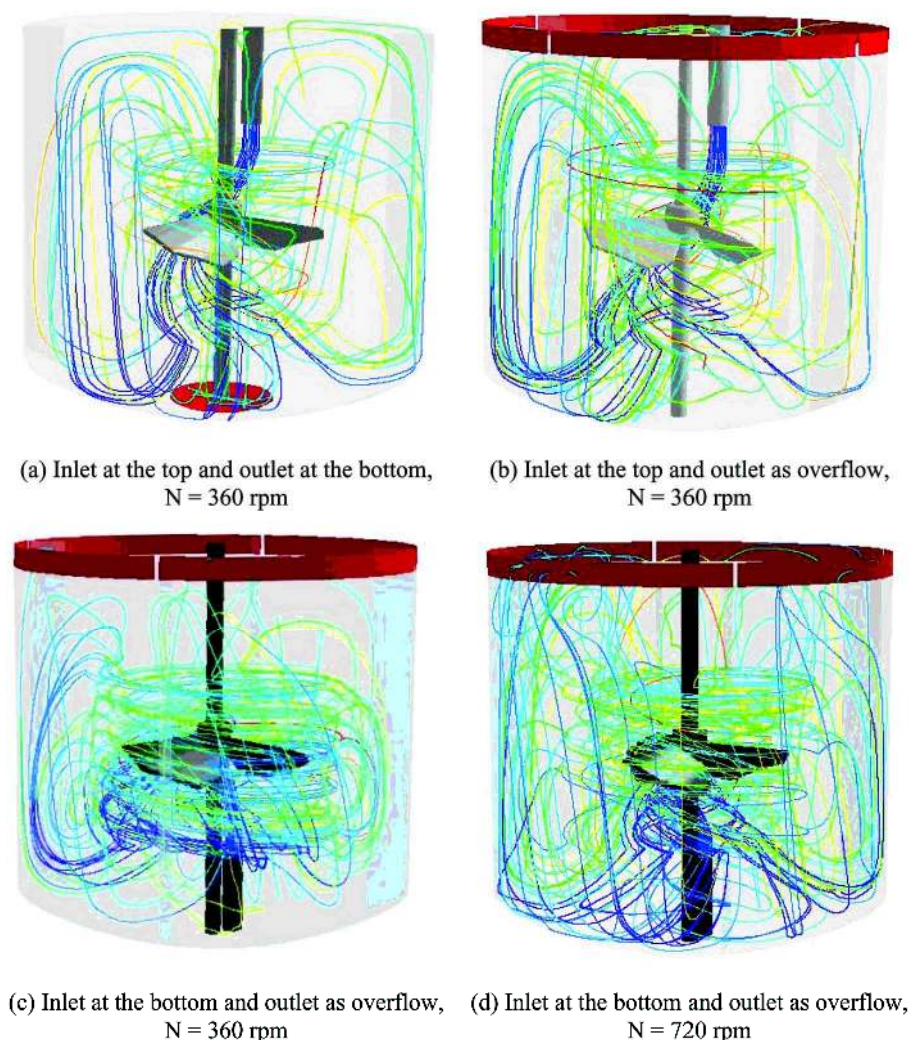 (a) Inlet at the top and outlet at the bottom,
N = 360 rpm
(b) Inlet at the top and outlet as overflow,
N = 360 rpm
(c) Inlet at the bottom and outlet as overflow,
N = 360 rpm
(d) Inlet at the bottom and outlet as overflow,
N = 720 rpm